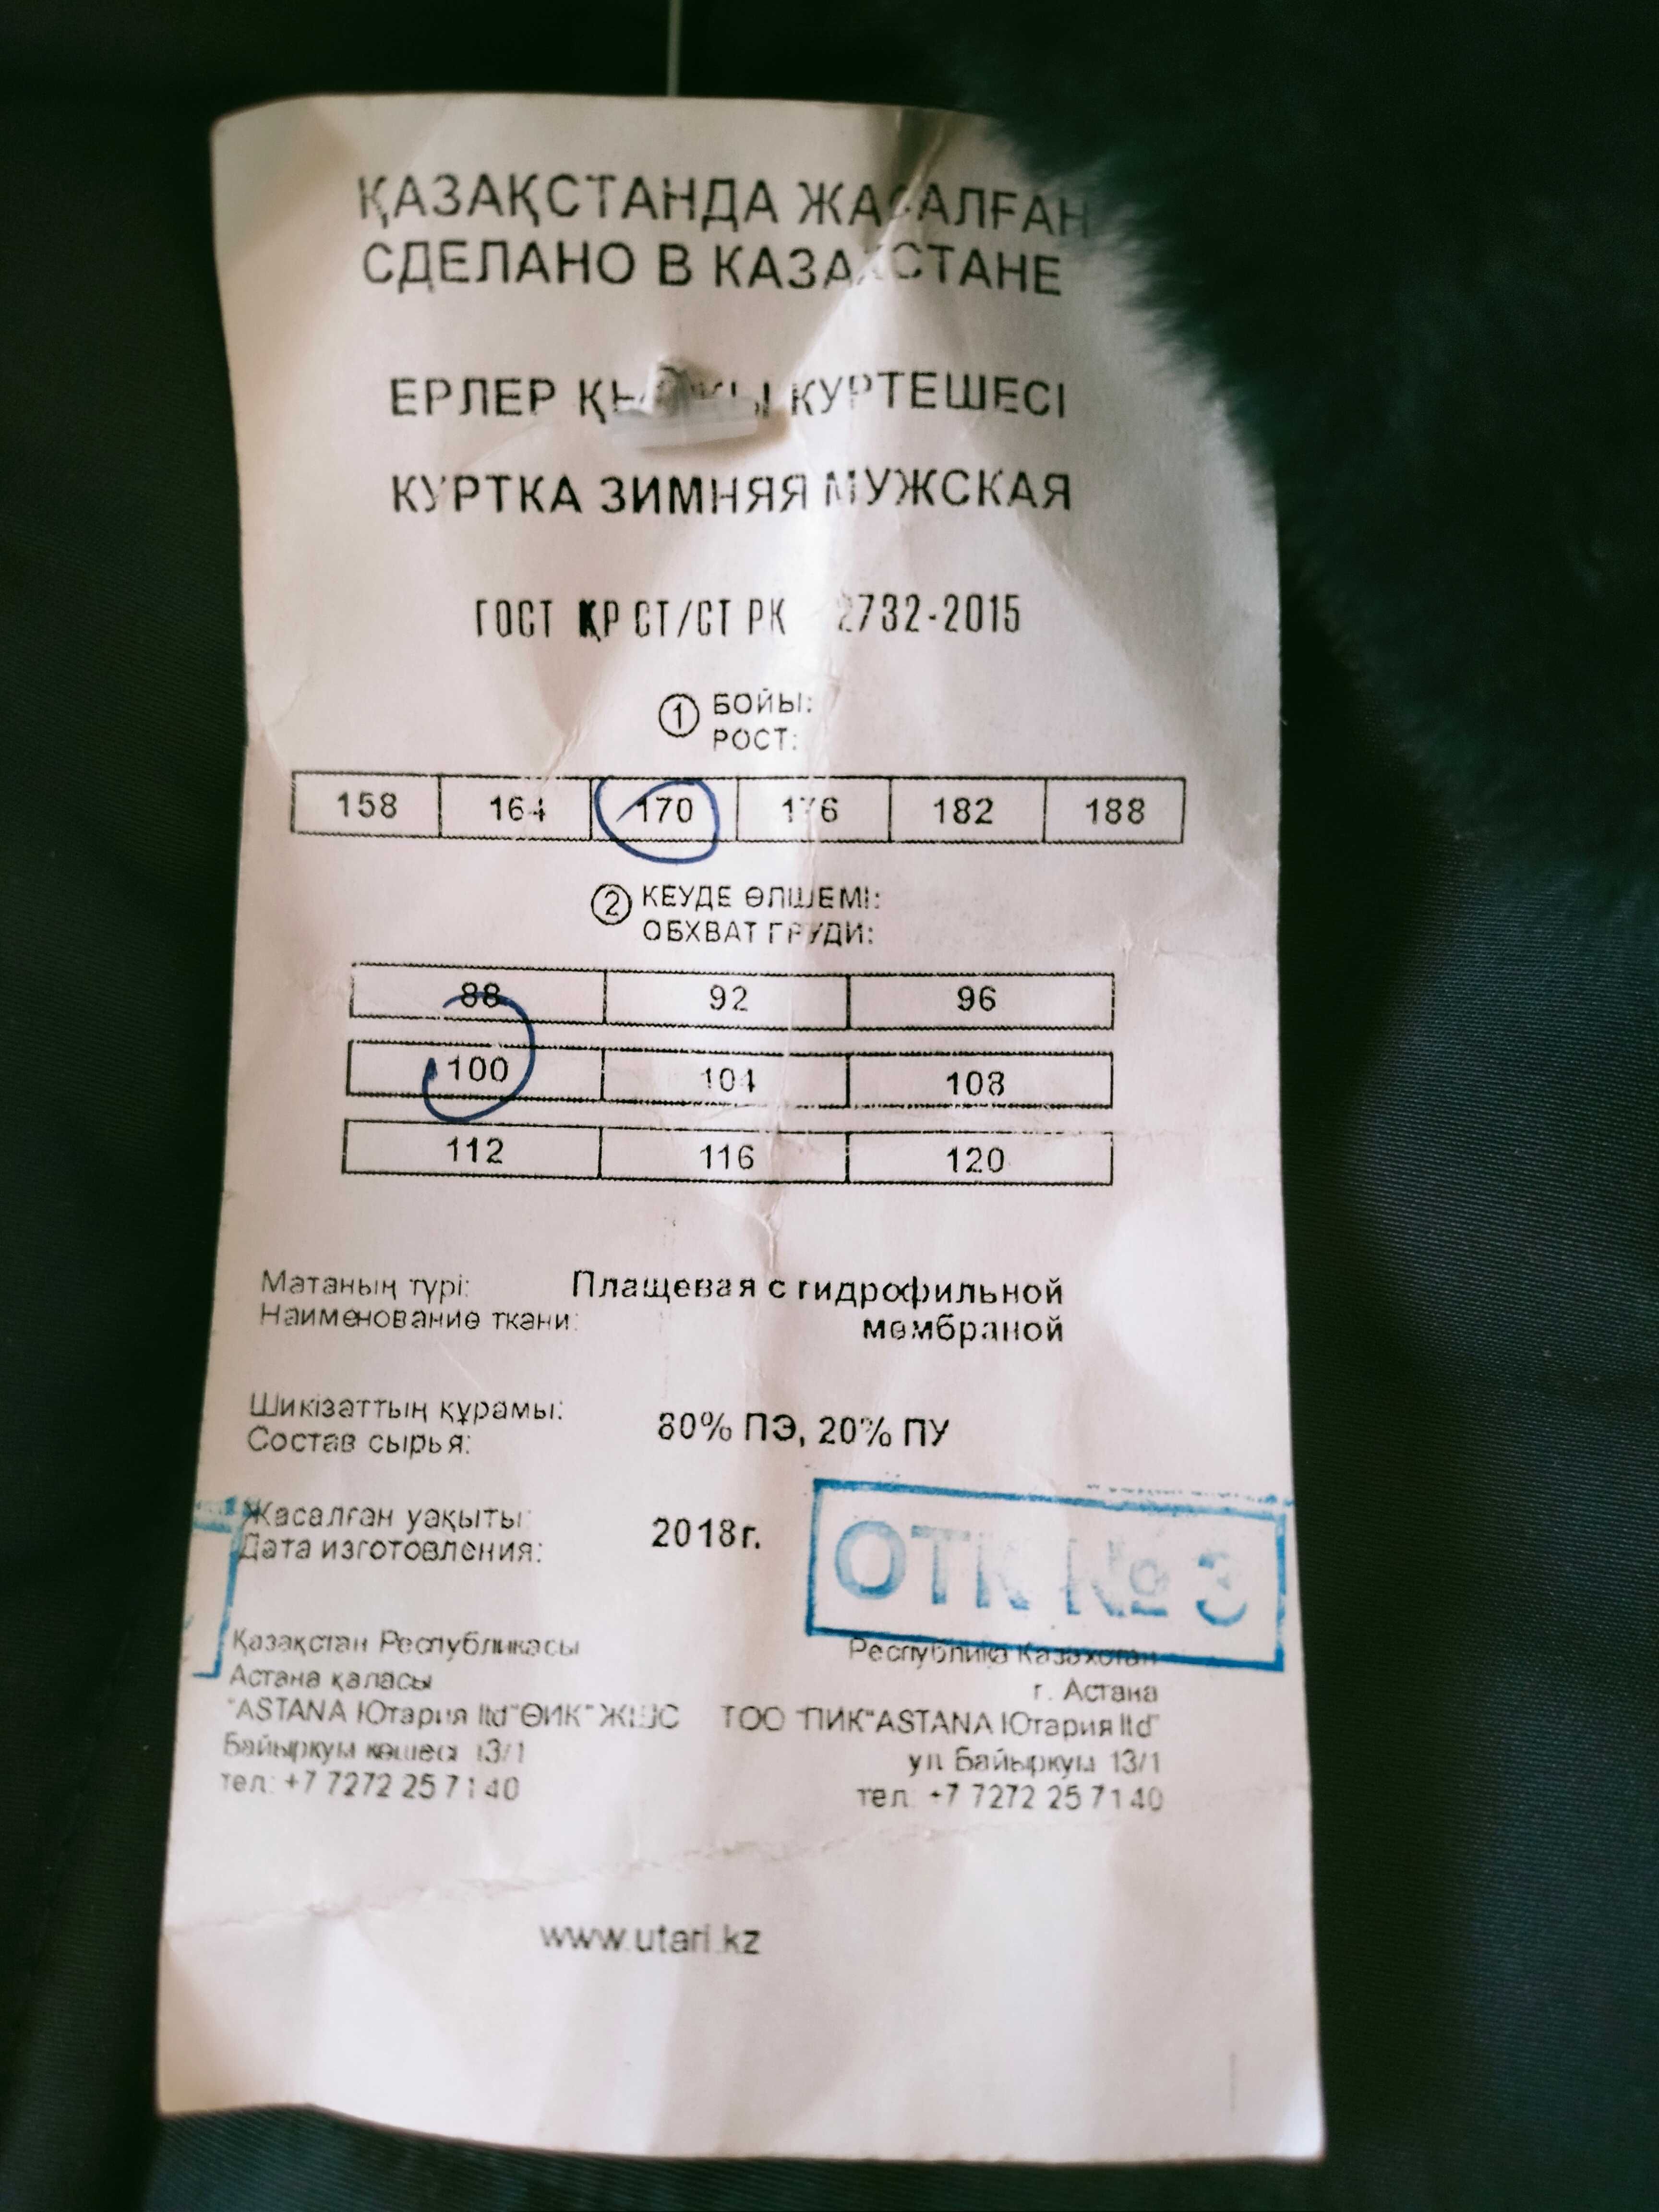 ҚАЗАҚСТАНДА ЖАСАЛҒАН
СДЕЛАНО В КАЗАХСТАНЕ
ЕРЛЕР ҚЫСҚЫ КУРТЕШЕСІ
КУРТКА ЗИМНЯЯ МУЖСКАЯ
ГОСТ ҚР СТ/СТ РК 2732-2015
1 БОЙЫ:
РОСТ:
158 164 170 176 182 188
2 КЕУДЕ ӨЛШЕМІ:
ОБХВАТ ГРУДИ:
88 92 96
100 104 108
112 116 120
Матаның түрі: Плащевая с гидрофильной
Наименование ткани: мембраной
Шикізаттың құрамы:
Состав сырья: 80% ПЭ, 20% ПУ
Жасалған уақыты:
Дата изготовления: 2018г.
ОТК № 3
Қазақстан Республикасы Республика Казахстан
Астана қаласы г. Астана
"ASTANA Ютария ltd" ӨИК" ЖШС ТОО "ПИК"ASTANA Ютария ltd"
Байыркум көшесі 13/1 ул. Байыркум 13/1
тел: +7 7272 25 71 40 тел: +7 7272 25 71 40
www.utari.kz